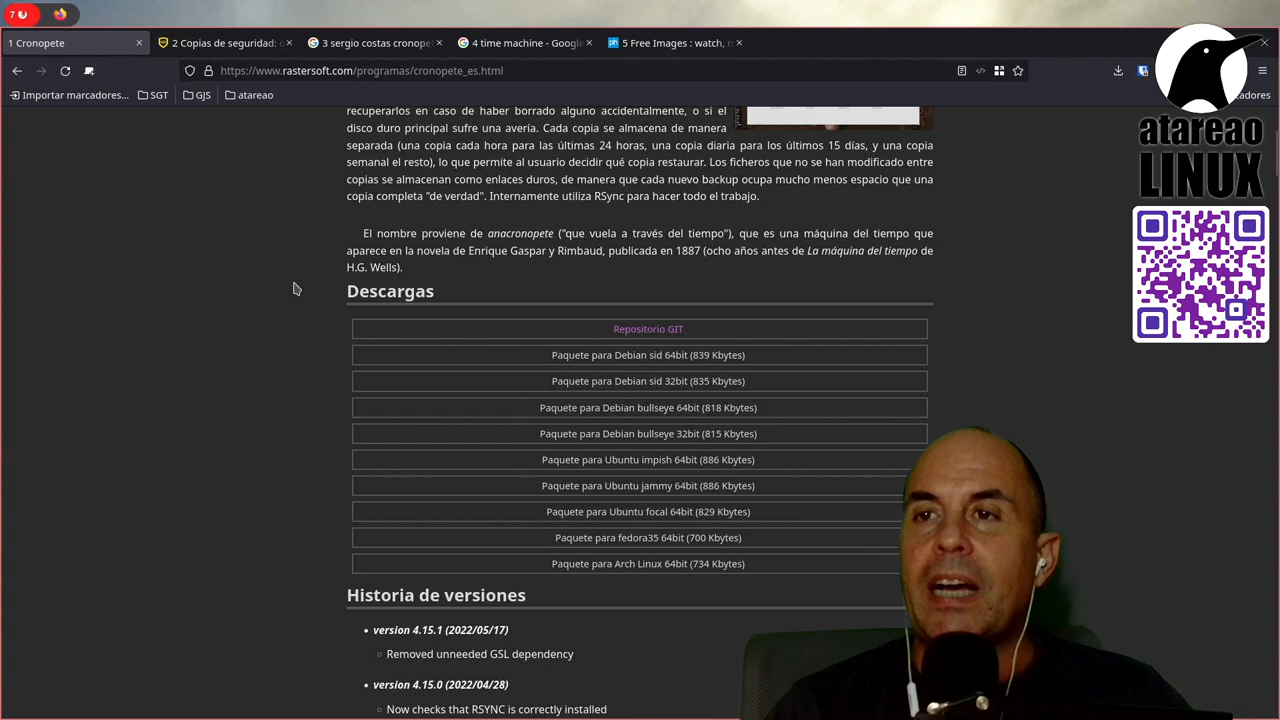 7
1 Cronopete
2 Copias de seguridad: q
3 sergio costas cronopet
4 time machine - Google
5 Free Images : watch, m
https://www.rastersoft.com/programas/cronopete_es.html
Importar marcadores...
SGT
GJS
atareao
cadores
atareao
LINUX
recuperarlos en caso de haber borrado alguno accidentalmente, o si el
disco duro principal sufre una avería. Cada copia se almacena de manera
separada (una copia cada hora para las últimas 24 horas, una copia diaria para los últimos 15 días, y una copia
semanal el resto), lo que permite al usuario decidir qué copia restaurar. Los ficheros que no se han modificado entre
copias se almacenan como enlaces duros, de manera que cada nuevo backup ocupa mucho menos espacio que una
copia completa "de verdad". Internamente utiliza RSync para hacer todo el trabajo.
El nombre proviene de anacronopete ("que vuela a través del tiempo"), que es una máquina del tiempo que
aparece en la novela de Enrique Gaspar y Rimbaud, publicada en 1887 (ocho años antes de La máquina del tiempo de
H.G. Wells).
Descargas
Repositorio GIT
Paquete para Debian sid 64bit (839 Kbytes)
Paquete para Debian sid 32bit (835 Kbytes)
Paquete para Debian bullseye 64bit (818 Kbytes)
Paquete para Debian bullseye 32bit (815 Kbytes)
Paquete para Ubuntu impish 64bit (886 Kbytes)
Paquete para Ubuntu jammy 64bit (886 Kbytes)
Paquete para Ubuntu focal 64bit (829 Kbytes)
Paquete para fedora35 64bit (700 Kbytes)
Paquete para Arch Linux 64bit (734 Kbytes)
Historia de versiones
version 4.15.1 (2022/05/17)
Removed unneeded GSL dependency
version 4.15.0 (2022/04/28)
Now checks that RSYNC is correctly installed